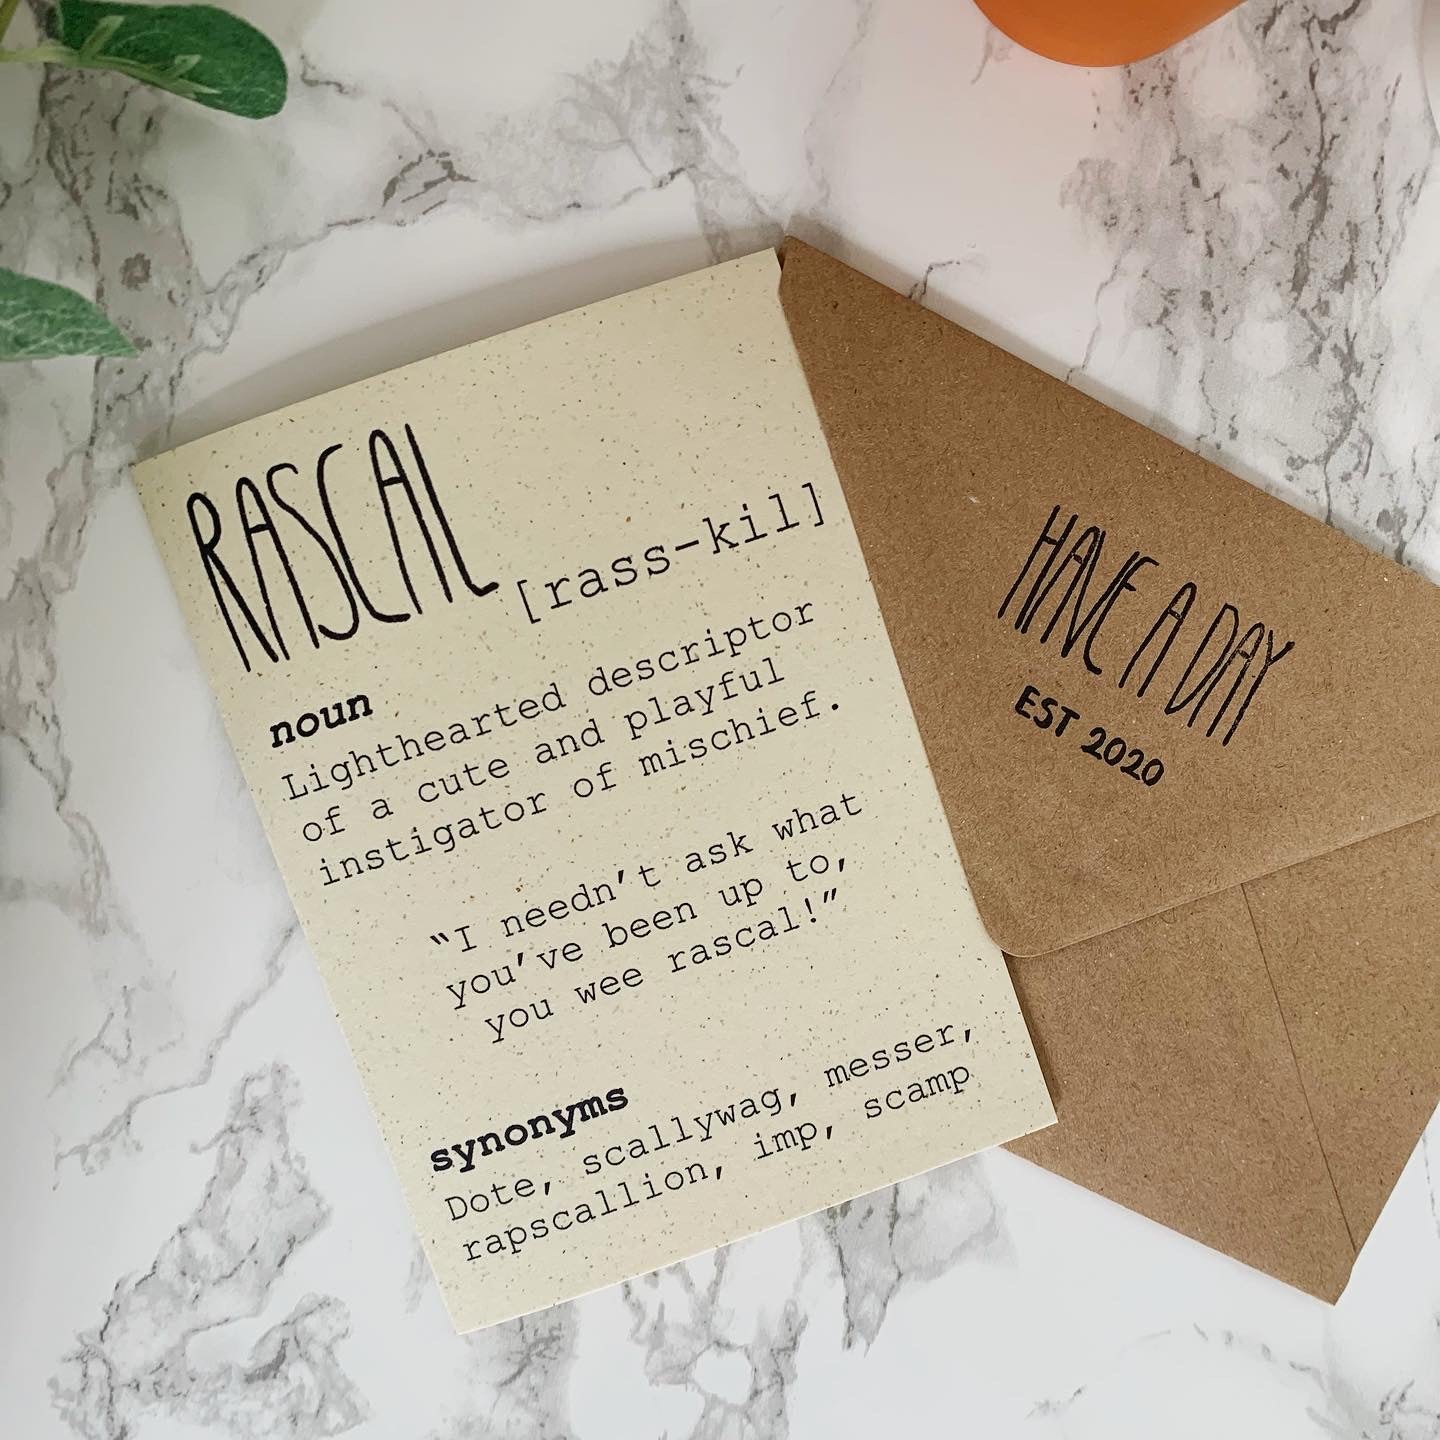 RASCAL [rass-kil]
noun
Lighthearted descriptor
of a cute and playful
instigator of mischief.
“I needn’t ask what
you’ve been up to,
you wee rascal!”
synonyms
Dote, scallywag, messer,
rapscallion, imp, scamp
HAVE A DAY
EST 2020